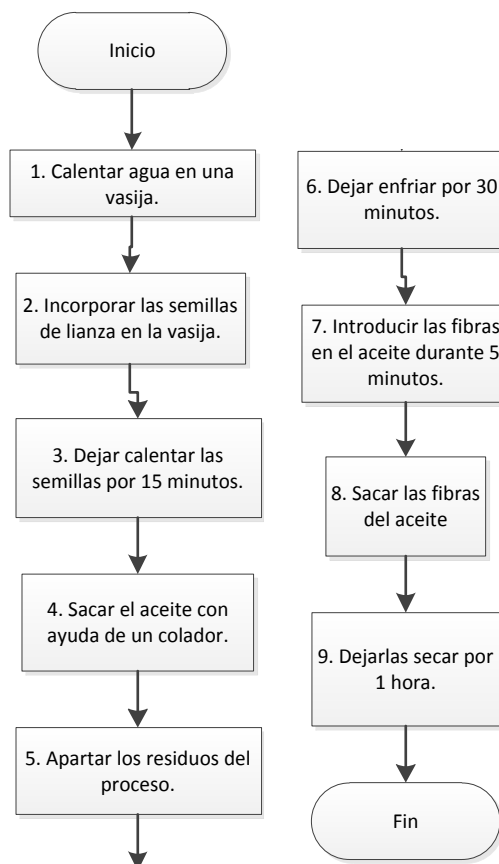 Inicio
1. Calentar agua en una
vasija.
2. Incorporar las semillas
de lianza en la vasija.
3. Dejar calentar las
semillas por 15 minutos.
4. Sacar el aceite con
ayuda de un colador.
5. Apartar los residuos del
proceso.
6. Dejar enfriar por 30
minutos.
7. Introducir las fibras
en el aceite durante 5
minutos.
8. Sacar las fibras
del aceite
9. Dejarlas secar por
1 hora.
Fin